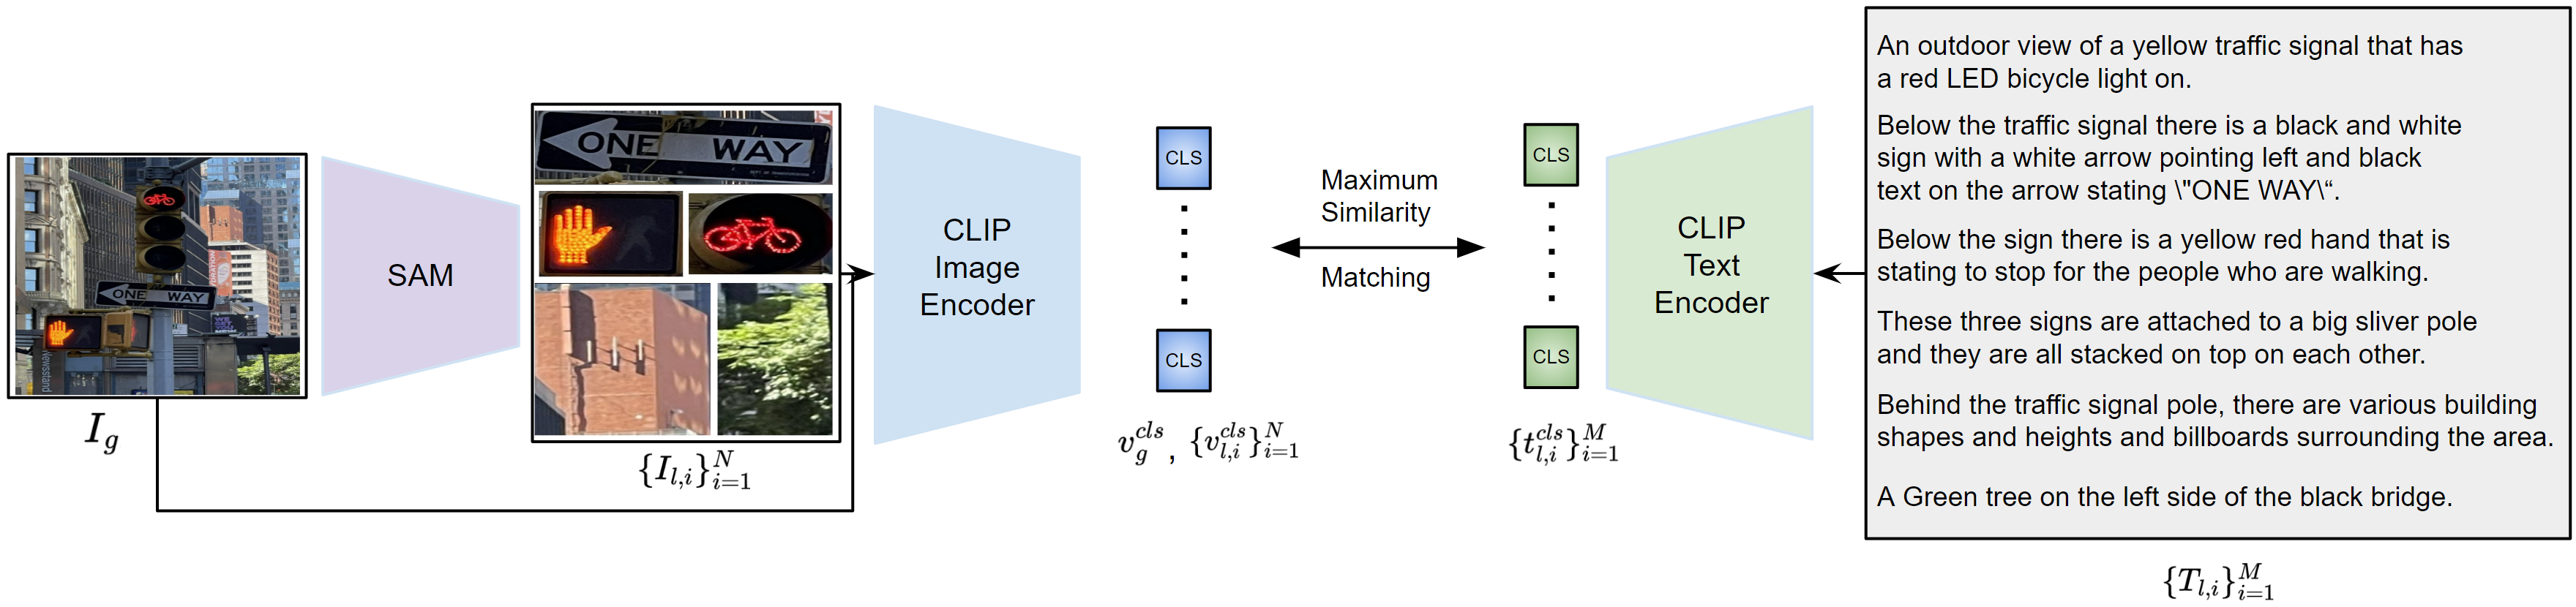 I_g
ONE WAY
Newsstand
SAM
ONE WAY
{I_{l,i}}_{i=1}^N
CLIP
Image
Encoder
CLS
CLS
v_g^{cls}, {v_{l,i}^{cls}}_{i=1}^N
Maximum
Similarity
Matching
CLS
CLS
{t_{l,i}^{cls}}_{i=1}^M
CLIP
Text
Encoder
An outdoor view of a yellow traffic signal that has
a red LED bicycle light on.
Below the traffic signal there is a black and white
sign with a white arrow pointing left and black
text on the arrow stating \"ONE WAY\“.
Below the sign there is a yellow red hand that is
stating to stop for the people who are walking.
These three signs are attached to a big sliver pole
and they are all stacked on top on each other.
Behind the traffic signal pole, there are various building
shapes and heights and billboards surrounding the area.
A Green tree on the left side of the black bridge.
{T_{l,i}}_{i=1}^M